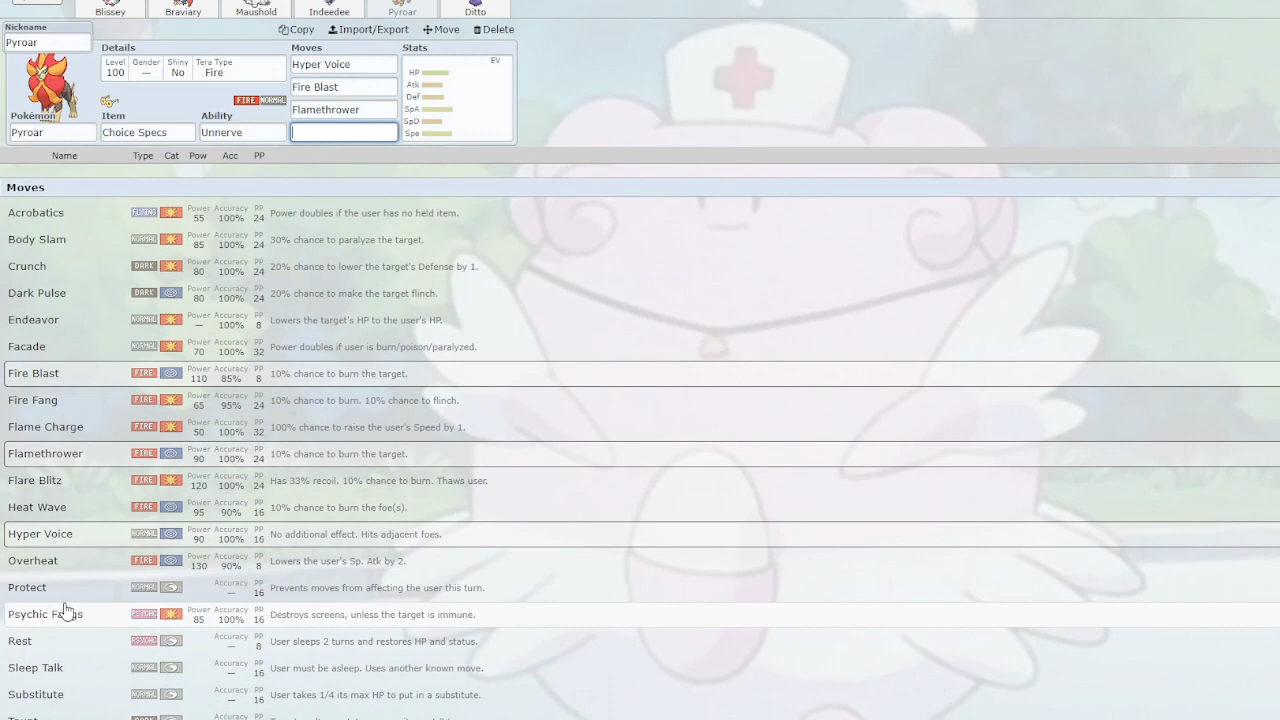 Blissey Braviary Maushold Indeedee Pyroar Ditto
Nickname
Pyroar
Copy Import/Export Move Delete
Details Moves Stats
Level Gender Shiny Tera Type
100 — No Fire
EV
Hyper Voice
Fire Blast
Flamethrower
HP
Atk
Def
SpA
SpD
Spe
FIRE NORMAL
Pokémon Item Ability
Pyroar Choice Specs Unnerve
Name Type Cat Pow Acc PP
Moves
Acrobatics FLYING Power 55 Accuracy 100% PP 24 Power doubles if the user has no held item.
Body Slam NORMAL Power 85 Accuracy 100% PP 24 30% chance to paralyze the target.
Crunch DARK Power 80 Accuracy 100% PP 24 20% chance to lower the target's Defense by 1.
Dark Pulse DARK Power 80 Accuracy 100% PP 24 20% chance to make the target flinch.
Endeavor NORMAL Power — Accuracy 100% PP 8 Lowers the target's HP to the user's HP.
Facade NORMAL Power 70 Accuracy 100% PP 32 Power doubles if user is burn/poison/paralyzed.
Fire Blast FIRE Power 110 Accuracy 85% PP 8 10% chance to burn the target.
Fire Fang FIRE Power 65 Accuracy 95% PP 24 10% chance to burn. 10% chance to flinch.
Flame Charge FIRE Power 50 Accuracy 100% PP 32 100% chance to raise the user's Speed by 1.
Flamethrower FIRE Power 90 Accuracy 100% PP 24 10% chance to burn the target.
Flare Blitz FIRE Power 120 Accuracy 100% PP 24 Has 33% recoil. 10% chance to burn. Thaws user.
Heat Wave FIRE Power 95 Accuracy 90% PP 16 10% chance to burn the foe(s).
Hyper Voice NORMAL Power 90 Accuracy 100% PP 16 No additional effect. Hits adjacent foes.
Overheat FIRE Power 130 Accuracy 90% PP 8 Lowers the user's Sp. Atk by 2.
Protect NORMAL Accuracy — PP 16 Prevents moves from affecting the user this turn.
Psychic Fangs PSYCHC Power 85 Accuracy 100% PP 16 Destroys screens, unless the target is immune.
Rest PSYCHC Accuracy — PP 8 User sleeps 2 turns and restores HP and status.
Sleep Talk NORMAL Accuracy — PP 16 User must be asleep. Uses another known move.
Substitute NORMAL Accuracy — PP 16 User takes 1/4 its max HP to put in a substitute.